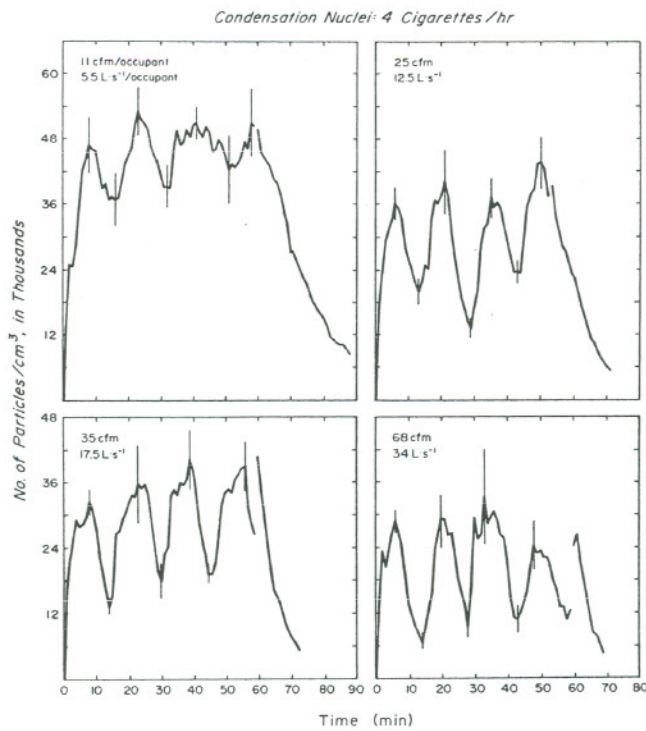 Condensation Nuclei: 4 Cigarettes/hr
No. of Particles/cm³, in Thousands
11 cfm/occupant
5.5 L·s⁻¹/occupant
60
48
36
24
12
25 cfm
12.5 L·s⁻¹
48
36
24
12
35 cfm
17.5 L·s⁻¹
0 10 20 30 40 50 60 70 80 90
68 cfm
34 L·s⁻¹
0 10 20 30 40 50 60 70 80
Time (min)